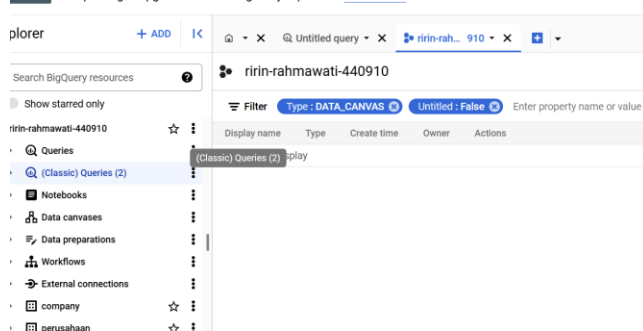 plorer
+ ADD
Untitled query
ririn-rah... 910
Search BigQuery resources
ririn-rahmawati-440910
Show starred only
Filter
Type : DATA_CANVAS
Untitled : False
Enter property name or value
ririn-rahmawati-440910
Display name Type Create time Owner Actions
Queries
(Classic) Queries (2)
splay
(Classic) Queries (2)
Notebooks
Data canvases
Data preparations
Workflows
External connections
company
perusahaan